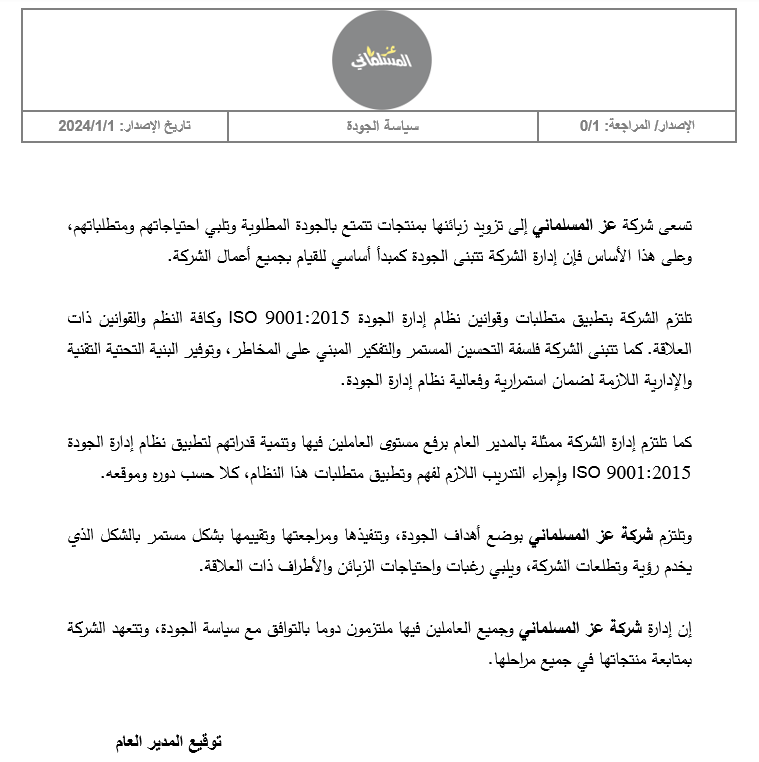 عز
المسلماني
الإصدار/ المراجعة: 0/1
سياسة الجودة
تاريخ الإصدار: 2024/1/1
تسعى شركة عز المسلماني إلى تزويد زبائنها بمنتجات تتمتع بالجودة المطلوبة وتلبي احتياجاتهم ومتطلباتهم،
وعلى هذا الأساس فإن إدارة الشركة تتبنى الجودة كمبدأ أساسي للقيام بجميع أعمال الشركة.
تلتزم الشركة بتطبيق متطلبات وقوانين نظام إدارة الجودة ISO 9001:2015 وكافة النظم والقوانين ذات
العلاقة. كما تتبنى الشركة فلسفة التحسين المستمر والتفكير المبني على المخاطر، وتوفير البنية التحتية التقنية
والإدارية اللازمة لضمان استمرارية وفعالية نظام إدارة الجودة.
كما تلتزم إدارة الشركة ممثلة بالمدير العام برفع مستوى العاملين فيها وتنمية قدراتهم لتطبيق نظام إدارة الجودة
ISO 9001:2015 وإجراء التدريب اللازم لفهم وتطبيق متطلبات هذا النظام، كلا حسب دوره وموقعه.
وتلتزم شركة عز المسلماني بوضع أهداف الجودة، وتنفيذها ومراجعتها وتقييمها بشكل مستمر بالشكل الذي
يخدم رؤية وتطلعات الشركة، ويلبي رغبات واحتياجات الزبائن والأطراف ذات العلاقة.
إن إدارة شركة عز المسلماني وجميع العاملين فيها ملتزمون دوما بالتوافق مع سياسة الجودة، وتتعهد الشركة
بمتابعة منتجاتها في جميع مراحلها.
توقيع المدير العام